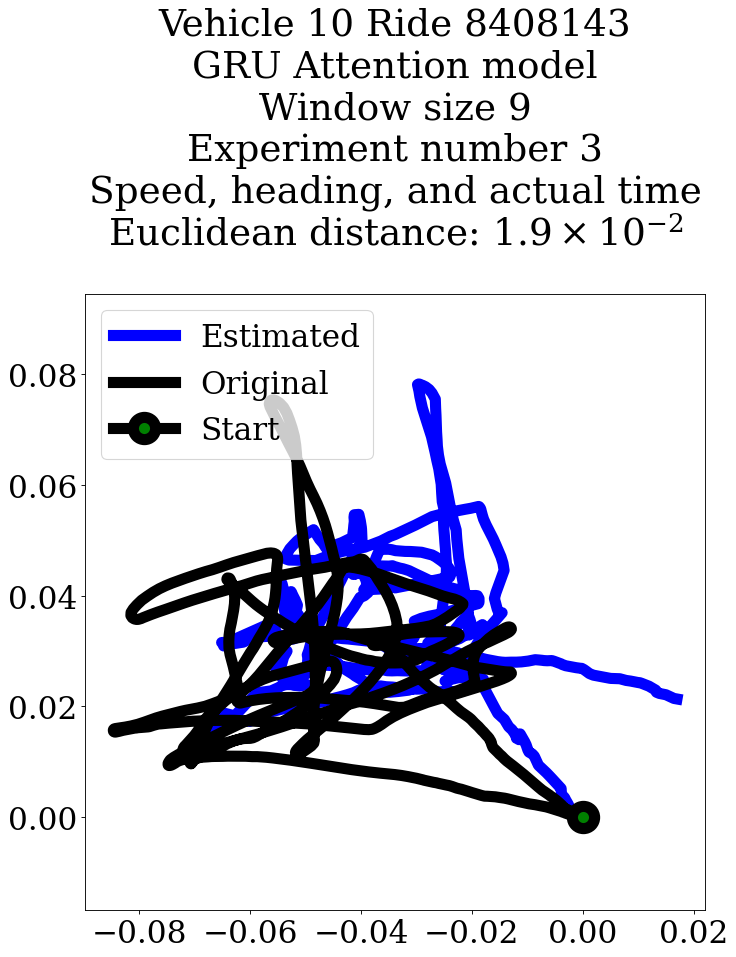 Vehicle 10 Ride 8408143
GRU Attention model
Window size 9
Experiment number 3
Speed, heading, and actual time
Euclidean distance: 1.9 × 10⁻²
Estimated
Original
Start
0.08
0.06
0.04
0.02
0.00
−0.08 −0.06 −0.04 −0.02 0.00 0.02